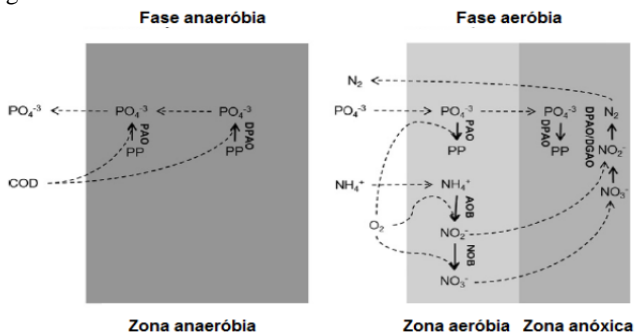 Fase anaeróbia
PO₄⁻³
PO₄⁻³
PO₄⁻³
PAO
DPAO
PP
PP
COD
Zona anaeróbia
Fase aeróbia
N₂
PO₄⁻³
PO₄⁻³
PO₄⁻³
N₂
PAO
DPAO
DPAO/DGAO
PP
PP
NO₂⁻
NH₄⁺
NH₄⁺
NO₃⁻
AOB
O₂
NO₂⁻
NOB
NO₃⁻
Zona aeróbia
Zona anóxica